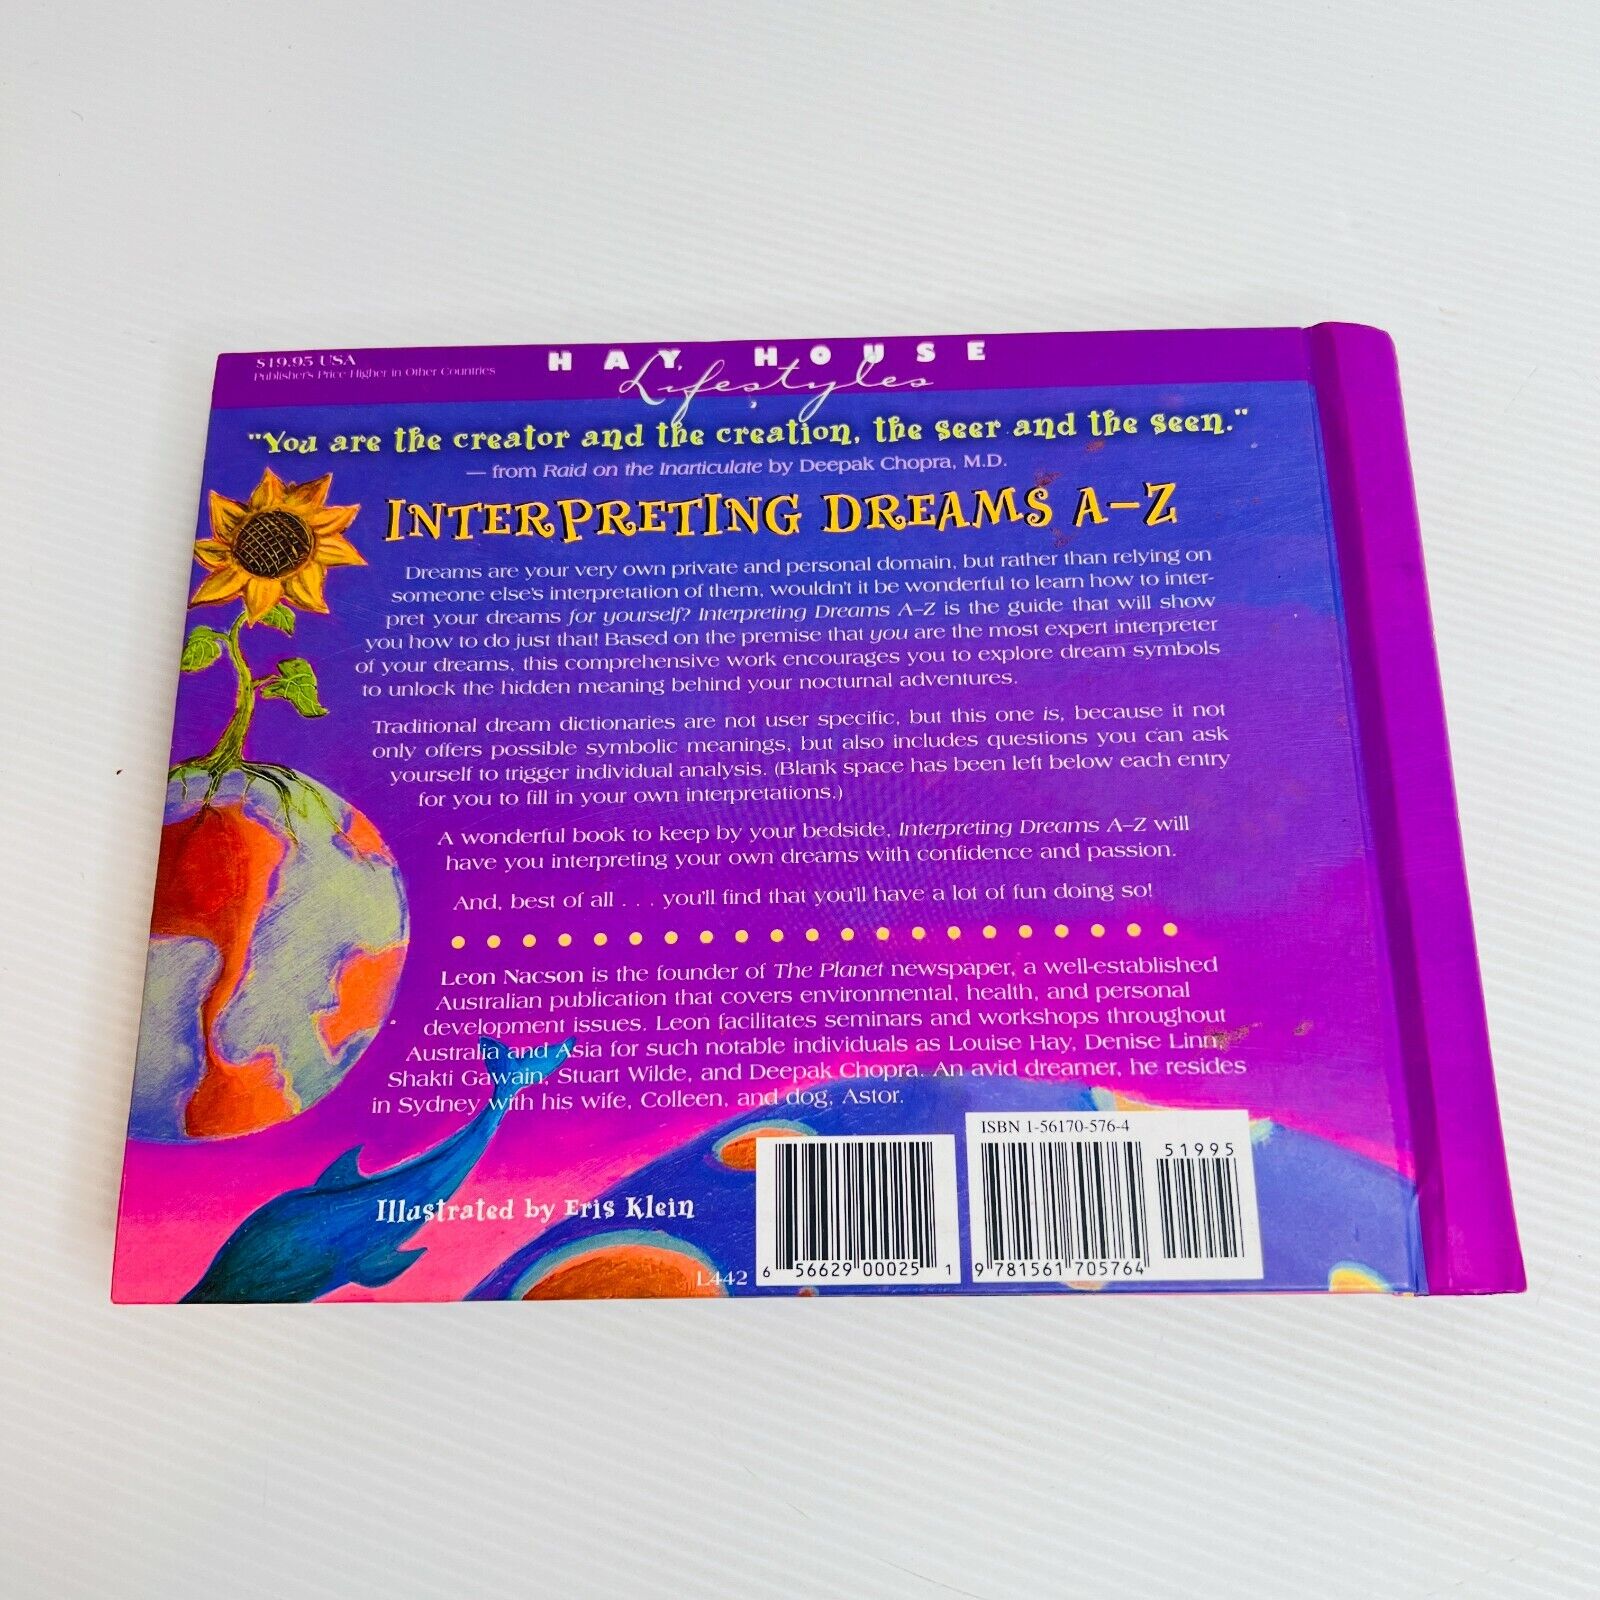 $19.95 USA
Publisher's Price Higher in Other Countries
HAY HOUSE
Lifestyles
"You are the creator and the creation, the seer and the seen."
— from Raid on the Inarticulate by Deepak Chopra, M.D.
INTERPRETING DREAMS A–Z
Dreams are your very own private and personal domain, but rather than relying on
someone else's interpretation of them, wouldn't it be wonderful to learn how to inter-
pret your dreams for yourself? Interpreting Dreams A–Z is the guide that will show
you how to do just that! Based on the premise that you are the most expert interpreter
of your dreams, this comprehensive work encourages you to explore dream symbols
to unlock the hidden meaning behind your nocturnal adventures.
Traditional dream dictionaries are not user specific, but this one is, because it not
only offers possible symbolic meanings, but also includes questions you can ask
yourself to trigger individual analysis. (Blank space has been left below each entry
for you to fill in your own interpretations.)
A wonderful book to keep by your bedside, Interpreting Dreams A–Z will
have you interpreting your own dreams with confidence and passion.
And, best of all . . . you'll find that you'll have a lot of fun doing so!
Leon Nacson is the founder of The Planet newspaper, a well-established
Australian publication that covers environmental, health, and personal
development issues. Leon facilitates seminars and workshops throughout
Australia and Asia for such notable individuals as Louise Hay, Denise Linn,
Shakti Gawain, Stuart Wilde, and Deepak Chopra. An avid dreamer, he resides
in Sydney with his wife, Colleen, and dog, Astor.
Illustrated by Eris Klein
L442
6 56629 00025 1
ISBN 1-56170-576-4
51995
9 781561 705764